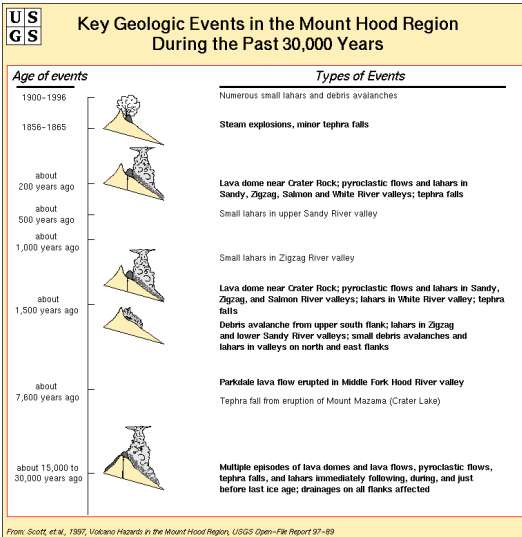 US
GS
Key Geologic Events in the Mount Hood Region
During the Past 30,000 Years
Age of events
Types of Events
1900-1996
Numerous small lahars and debris avalanches
1856-1865
Steam explosions, minor tephra falls
about
200 years ago
Lava dome near Crater Rock; pyroclastic flows and lahars in
Sandy, Zigzag, Salmon and White River valleys; tephra falls
about
500 years ago
Small lahars in upper Sandy River valley
about
1,000 years ago
Small lahars in Zigzag River valley
about
1,500 years ago
Lava dome near Crater Rock; pyroclastic flows and lahars in Sandy,
Zigzag, and Salmon River valleys; lahars in White River valley; tephra
falls
Debris avalanche from upper south flank; lahars in Zigzag
and lower Sandy River valleys; small debris avalanches and
lahars in valleys on north and east flanks
about
7,600 years ago
Parkdale lava flow erupted in Middle Fork Hood River valley
Tephra fall from eruption of Mount Mazama (Crater Lake)
about 15,000 to
30,000 years ago
Multiple episodes of lava domes and lava flows, pyroclastic flows,
tephra falls, and lahars immediately following, during, and just
before last ice age; drainages on all flanks affected
From: Scott, et.al., 1997, Volcano Hazards in the Mount Hood Region, USGS Open-File Report 97-89